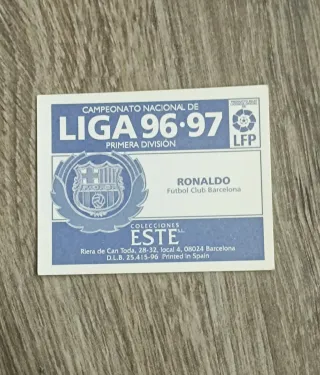 CAMPEONATO NACIONAL DE
LIGA 96·97
PRIMERA DIVISIÓN
LFP
RONALDO
Fútbol Club Barcelona
COLECCIONES
ESTE S.L.
Riera de Can Toda, 28-32, local 4, 08024 Barcelona
D.L.B. 25.415-96 Printed in Spain